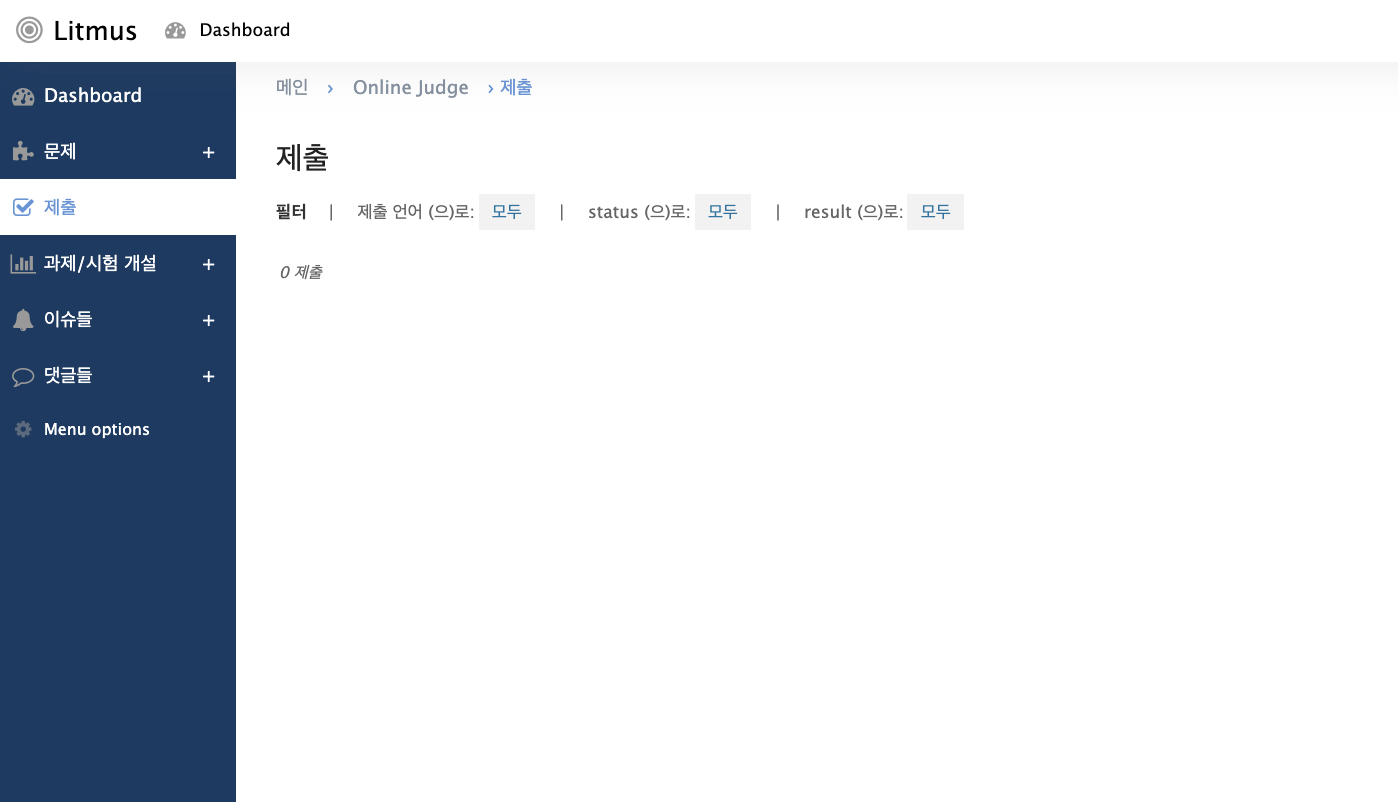 Litmus Dashboard
Dashboard
문제 +
제출
과제/시험 개설 +
이슈들 +
댓글들 +
Menu options
메인 › Online Judge › 제출
제출
필터 | 제출 언어 (으)로: 모두 | status (으)로: 모두 | result (으)로: 모두
0 제출